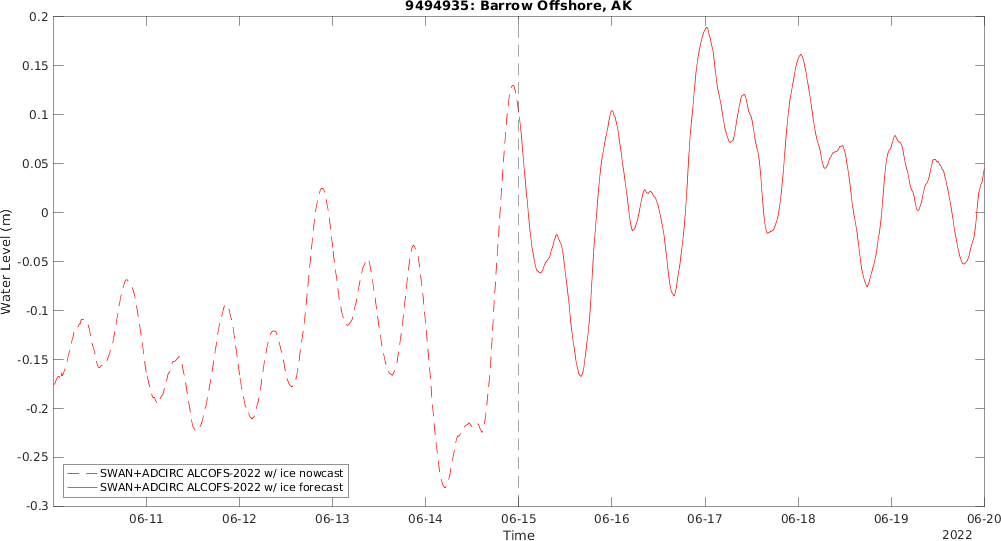 9494935: Barrow Offshore, AK
Water Level (m)
0.2
0.15
0.1
0.05
0
-0.05
-0.1
-0.15
-0.2
-0.25
-0.3
SWAN+ADCIRC ALCOFS-2022 w/ ice nowcast
SWAN+ADCIRC ALCOFS-2022 w/ ice forecast
06-11 06-12 06-13 06-14 06-15 06-16 06-17 06-18 06-19 06-20
Time
2022